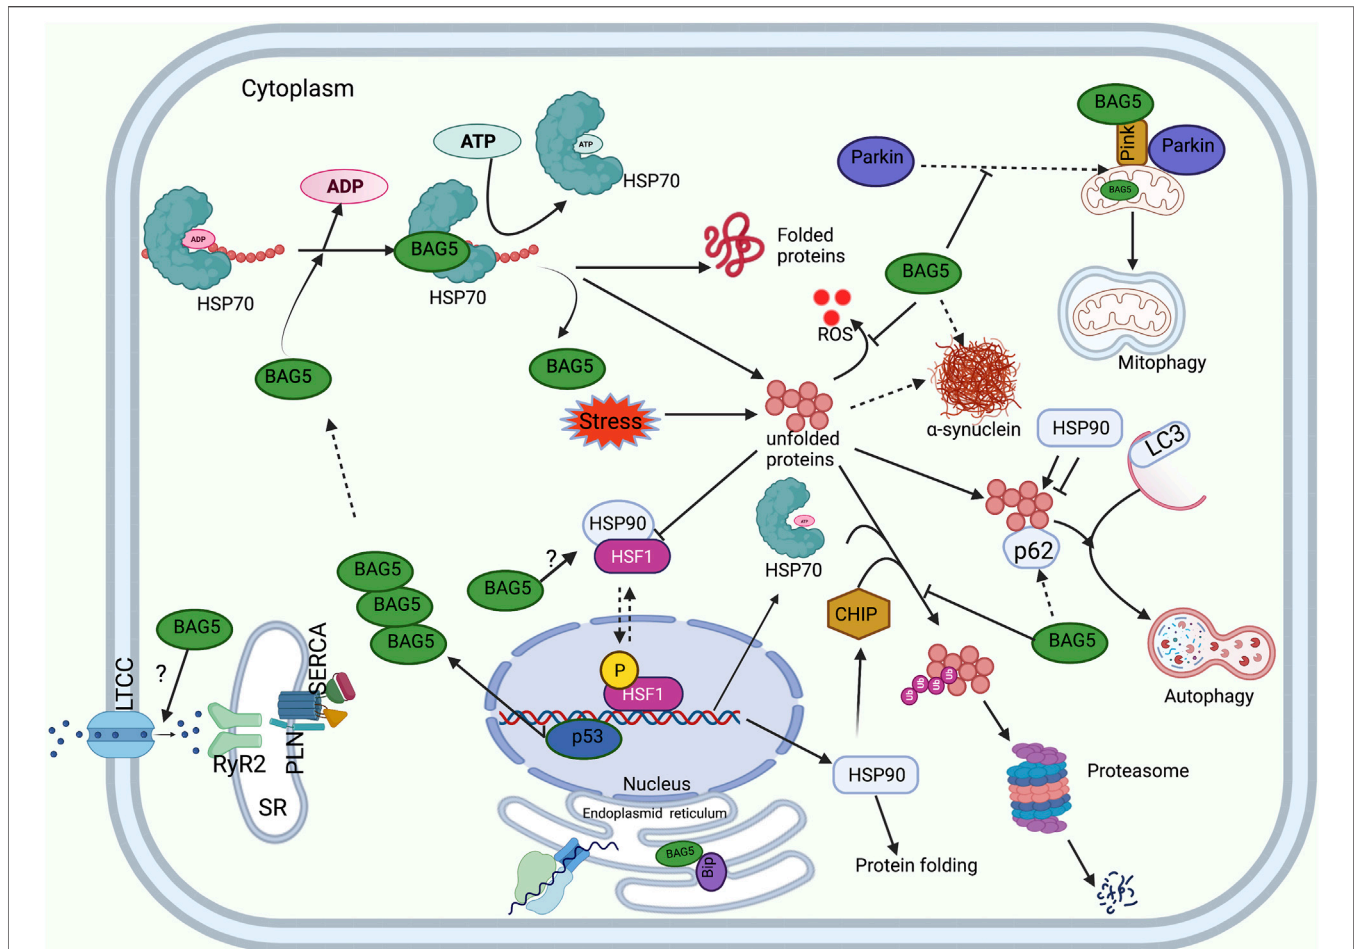 Cytoplasm
ATP
ATP
HSP70
ADP
ADP
HSP70
BAG5
HSP70
BAG5
BAG5
Folded
proteins
Stress
unfolded
proteins
ROS
Parkin
BAG5
BAG5
Pink
Parkin
BAG5
Mitophagy
α-synuclein
HSP90
LC3
p62
Autophagy
BAG5
HSP90
HSF1
BAG5
?
ATP
HSP70
CHIP
Ub
Ub
Ub
Ub
Proteasome
BAG5
BAG5
BAG5
BAG5
?
LTCC
RyR2
SERCA
PLN
SR
P
HSF1
p53
Nucleus
Endoplasmid reticulum
BAG5
Bip
HSP90
Protein folding